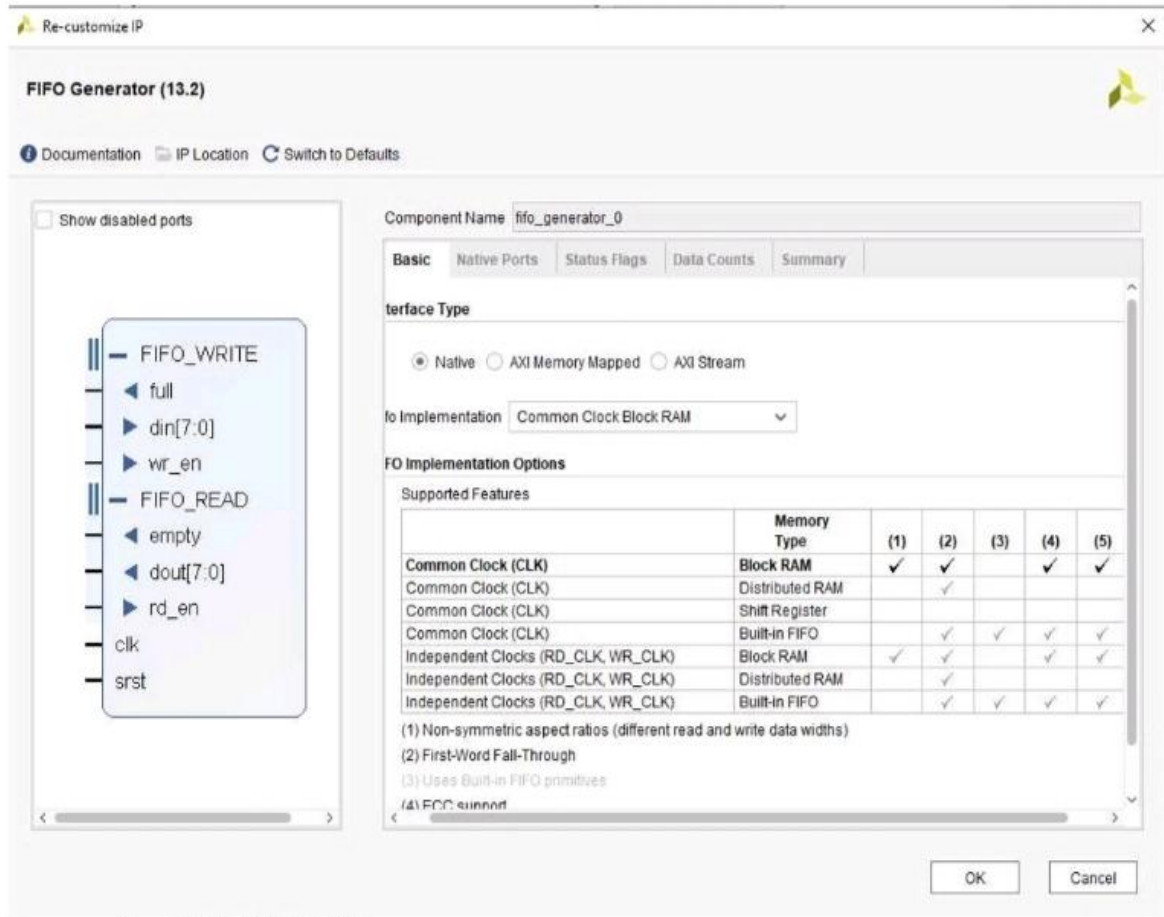 Re-customize IP
FIFO Generator (13.2)
Documentation IP Location Switch to Defaults
Show disabled ports
FIFO_WRITE
full
din[7:0]
wr_en
FIFO_READ
empty
dout[7:0]
rd_en
clk
srst
Component Name fifo_generator_0
Basic Native Ports Status Flags Data Counts Summary
terface Type
Native AXI Memory Mapped AXI Stream
fo Implementation Common Clock Block RAM
FO Implementation Options
Supported Features
Memory
Type (1) (2) (3) (4) (5)
Common Clock (CLK) Block RAM ✓ ✓ ✓ ✓
Common Clock (CLK) Distributed RAM ✓
Common Clock (CLK) Shift Register
Common Clock (CLK) Built-in FIFO ✓ ✓ ✓ ✓
Independent Clocks (RD_CLK, WR_CLK) Block RAM ✓ ✓ ✓ ✓
Independent Clocks (RD_CLK, WR_CLK) Distributed RAM ✓
Independent Clocks (RD_CLK, WR_CLK) Built-in FIFO ✓ ✓ ✓ ✓
(1) Non-symmetric aspect ratios (different read and write data widths)
(2) First-Word Fall-Through
(3) Uses Built-in FIFO primitives
(4) ECC support
OK Cancel